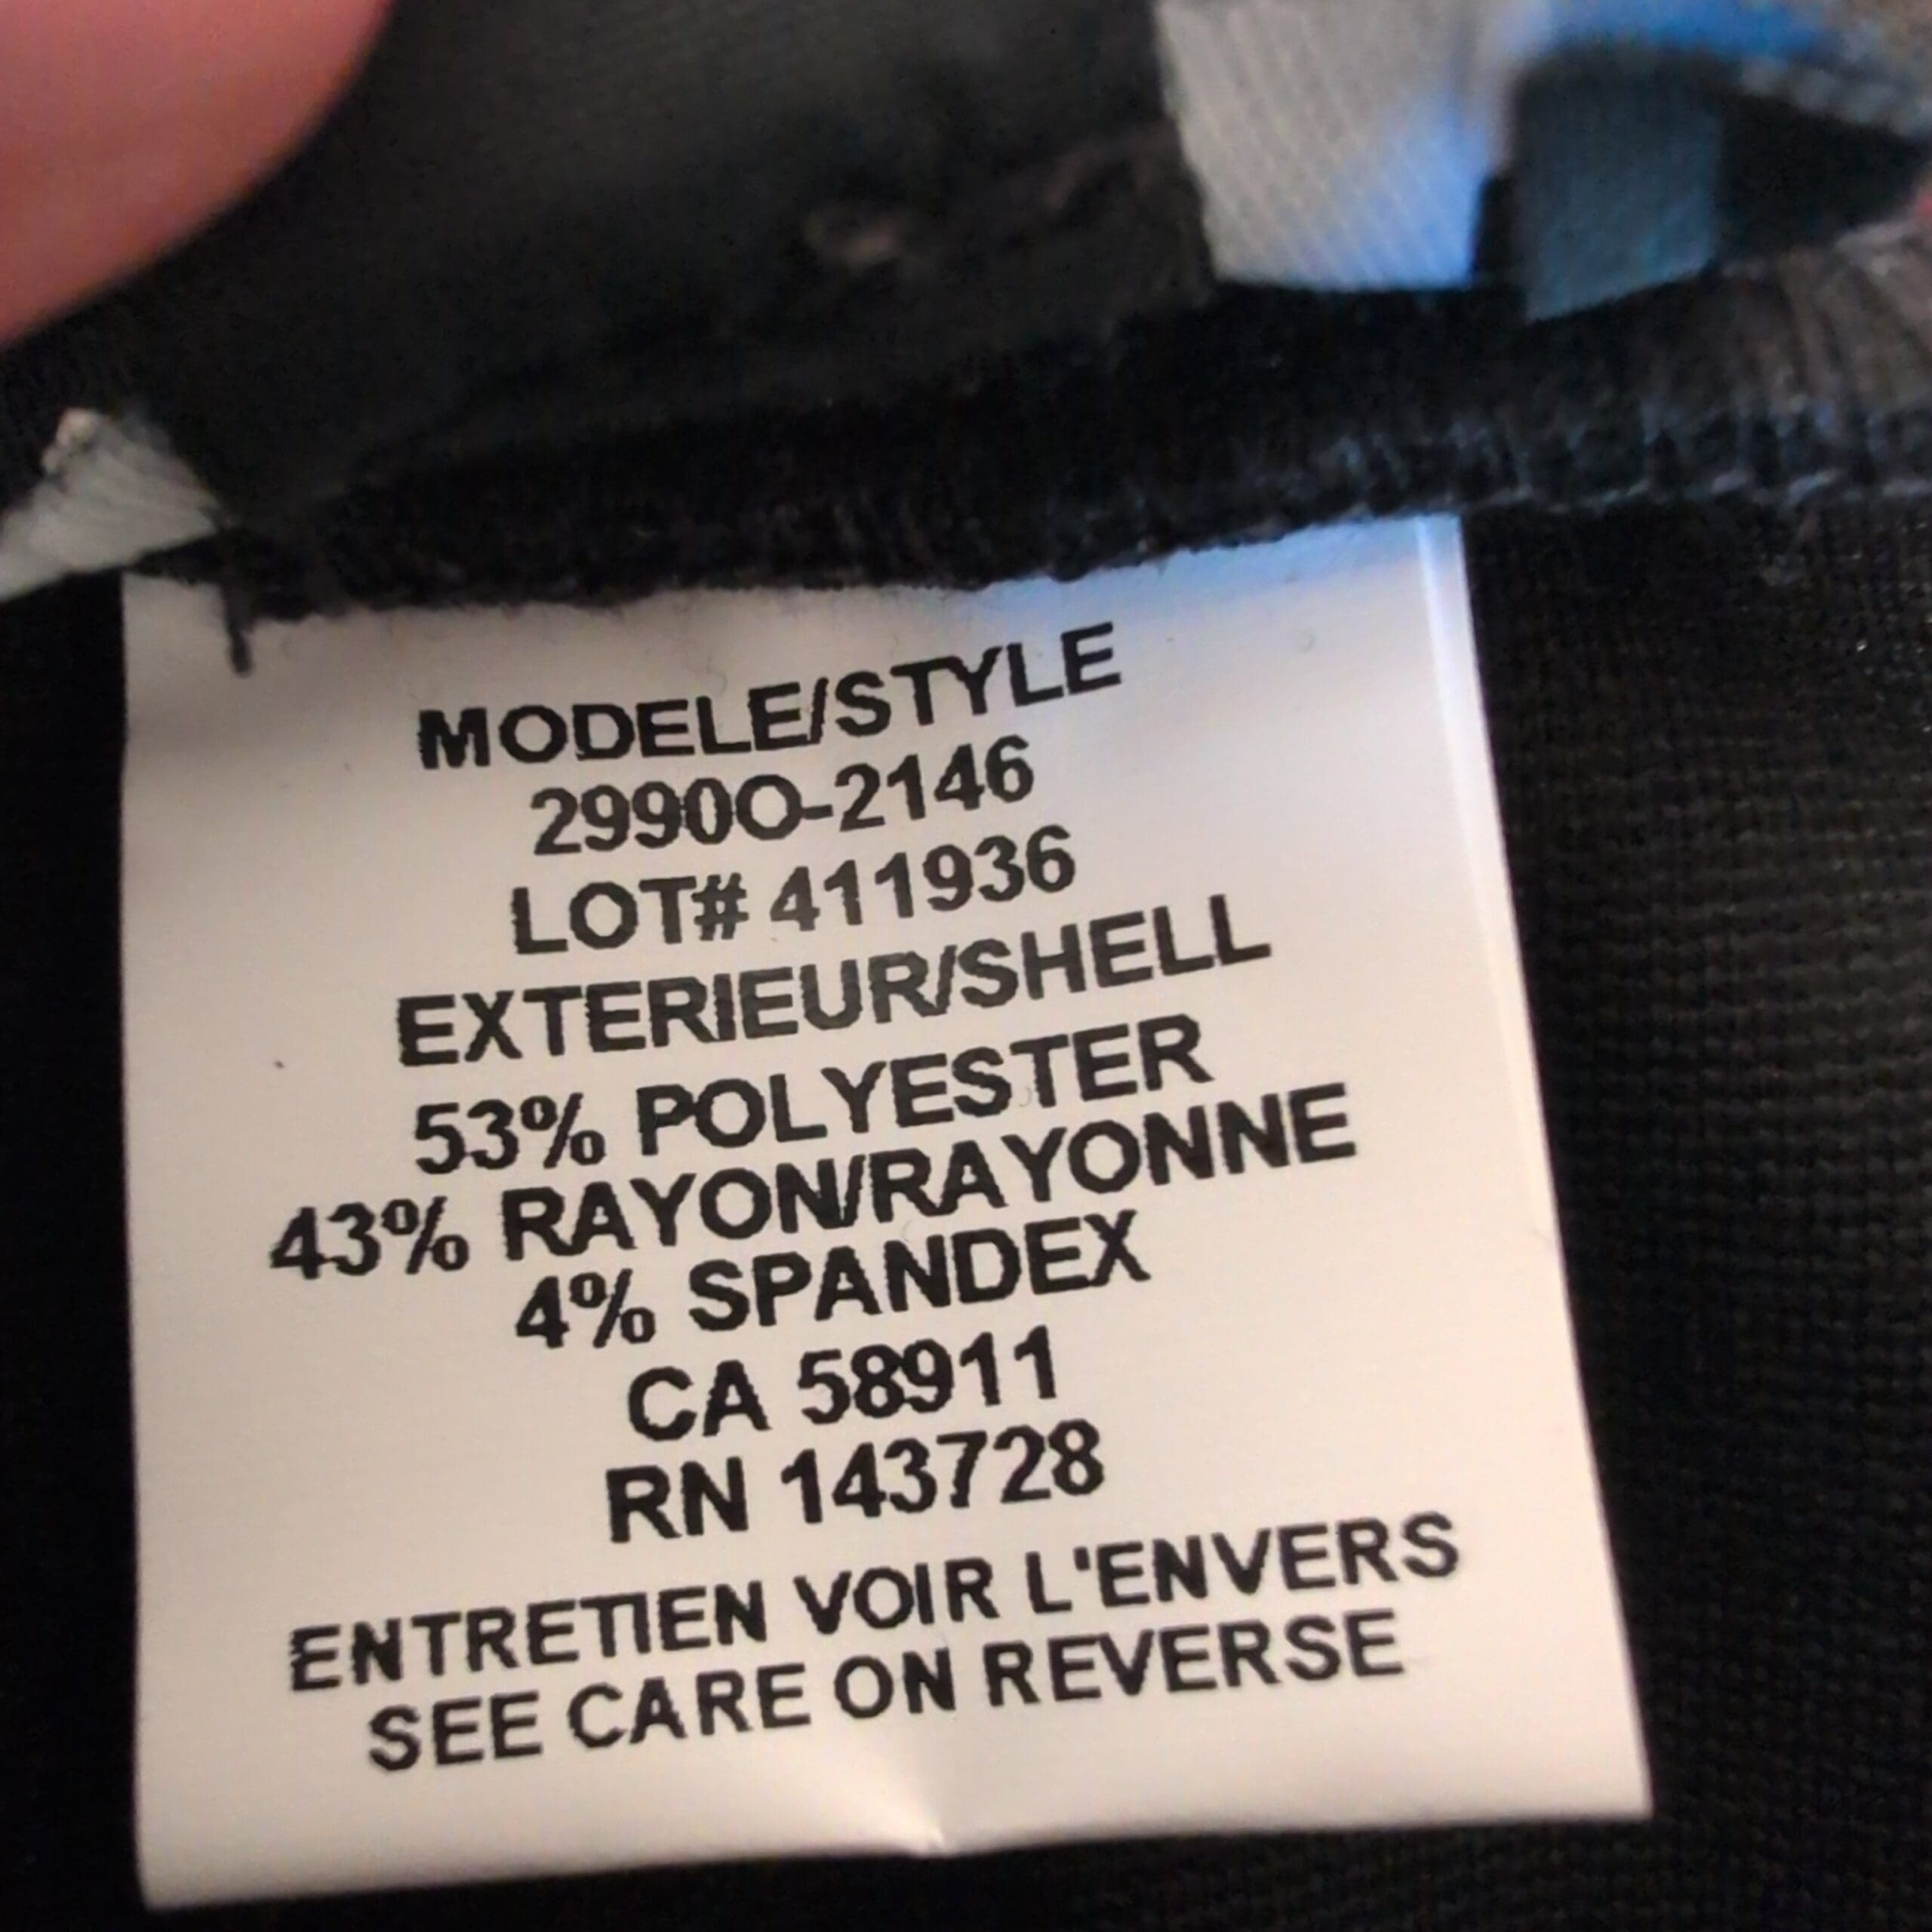 MODELE/STYLE
2990O-2146
LOT# 411936
EXTERIEUR/SHELL
53% POLYESTER
43% RAYON/RAYONNE
4% SPANDEX
CA 58911
RN 143728
ENTRETIEN VOIR L'ENVERS
SEE CARE ON REVERSE